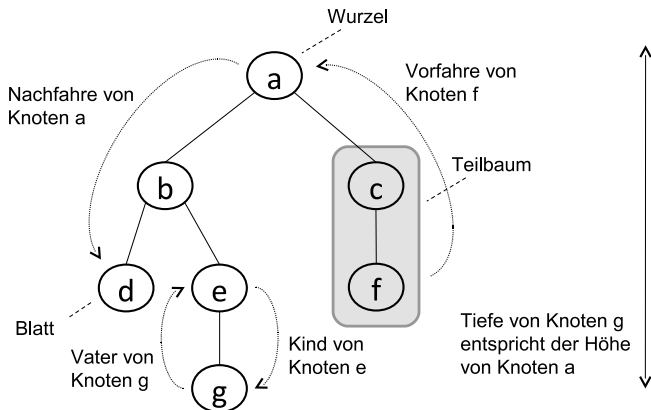 Wurzel
a
Nachfahre von
Knoten a
Vorfahre von
Knoten f
b
c
Teilbaum
d
e
f
Blatt
Vater von
Knoten g
Kind von
Knoten e
g
Tiefe von Knoten g
entspricht der Höhe
von Knoten a